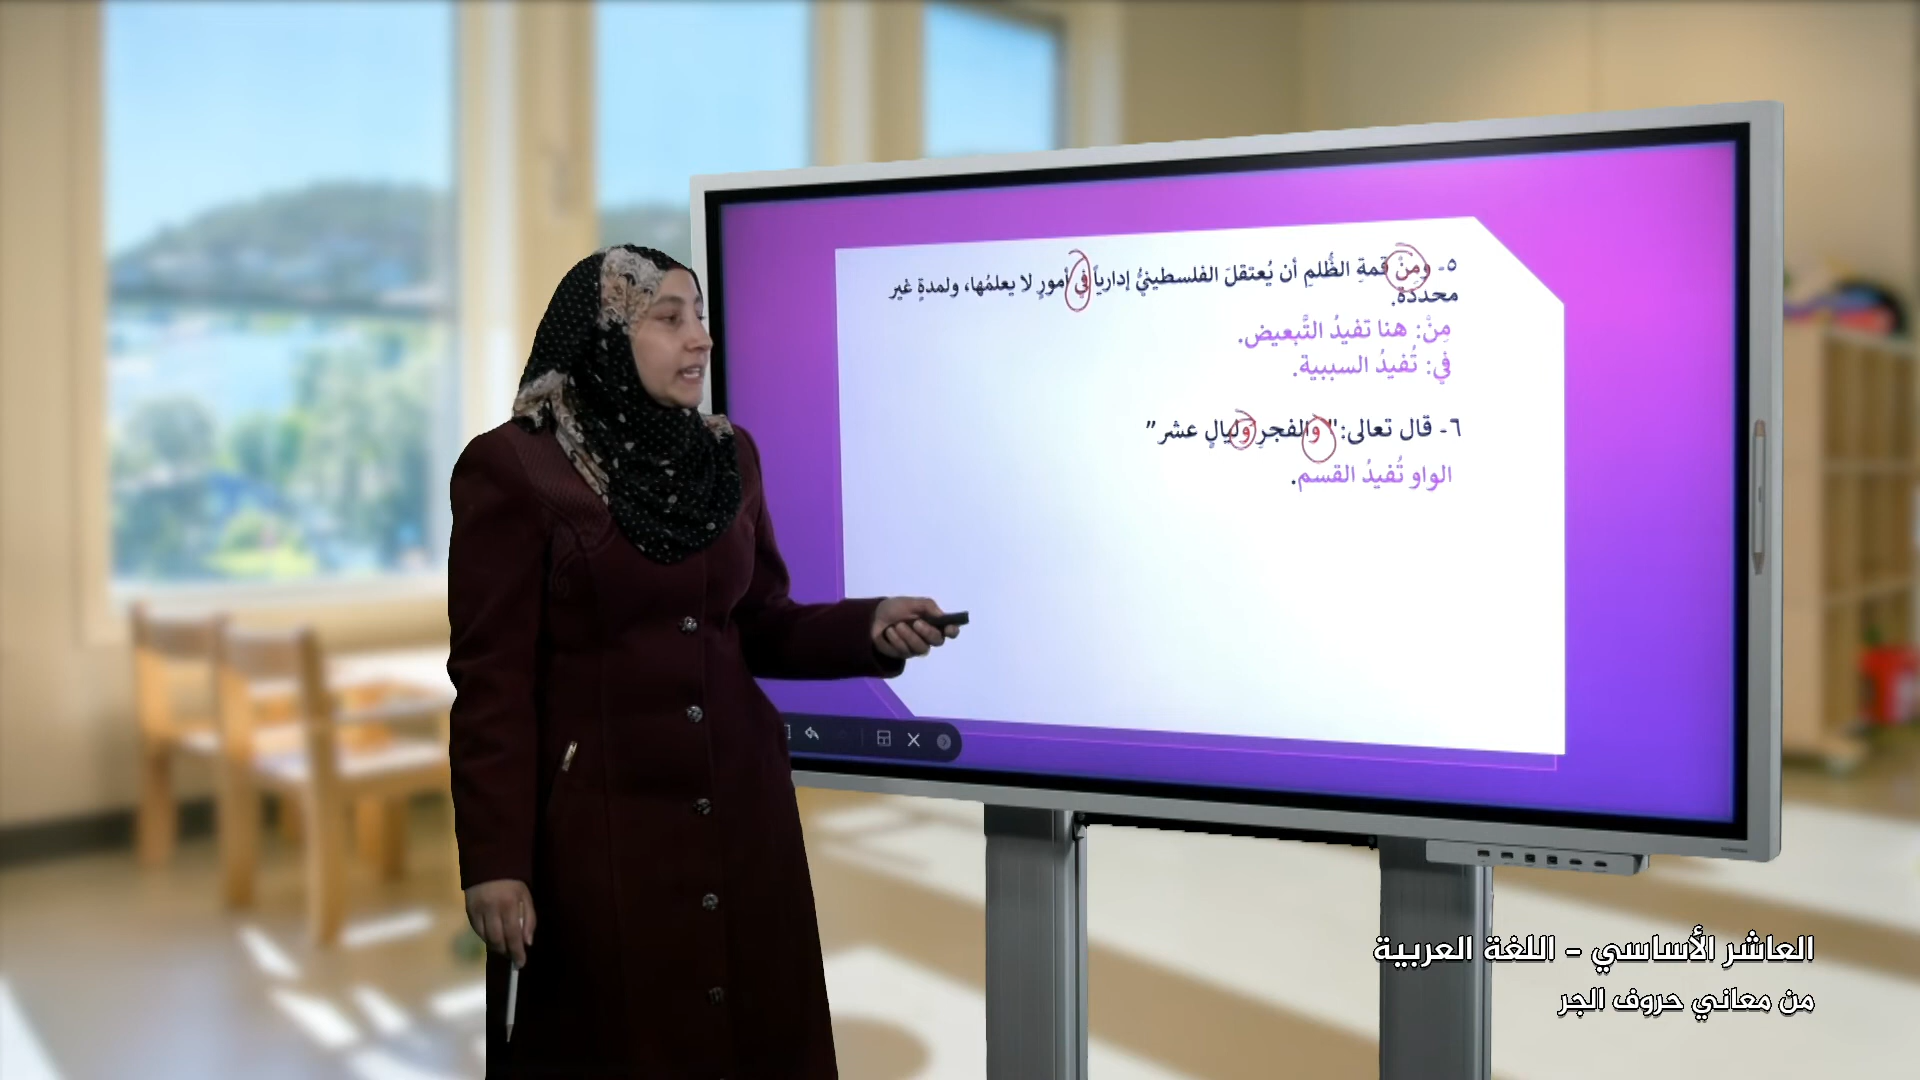 ٥- ومِنْ قمةِ الظُّلمِ أن يُعتقلَ الفلسطينيُّ إدارياً في أمورٍ لا يعلمُها، ولمدةٍ غير
محددة.
مِنْ: هنا تفيدُ التَّبعيض.
في: تُفيدُ السببية.
٦- قال تعالى:" والفجرِ وليالٍ عشر"
الواو تُفيدُ القسم.
العاشر الأساسي - اللغة العربية
من معاني حروف الجر